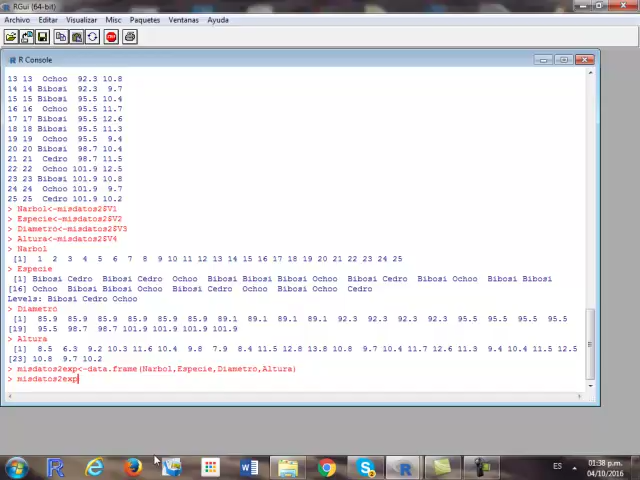 RGui (64-bit)
Archivo Editar Visualizar Misc Paquetes Ventanas Ayuda
STOP
R Console
13 13 Ochoo 92.3 10.8
14 14 Bibosi 92.3 9.7
15 15 Bibosi 95.5 10.4
16 16 Ochoo 95.5 11.7
17 17 Bibosi 95.5 12.6
18 18 Bibosi 95.5 11.3
19 19 Ochoo 95.5 9.4
20 20 Bibosi 98.7 10.4
21 21 Cedro 98.7 11.5
22 22 Ochoo 101.9 12.5
23 23 Bibosi 101.9 10.8
24 24 Ochoo 101.9 9.7
25 25 Cedro 101.9 10.2
> Narbol<-misdatos2$V1
> Especie<-misdatos2$V2
> Diametro<-misdatos2$V3
> Altura<-misdatos2$V4
> Narbol
[1] 1 2 3 4 5 6 7 8 9 10 11 12 13 14 15 16 17 18 19 20 21 22 23 24 25
> Especie
[1] Bibosi Cedro Bibosi Cedro Ochoo Bibosi Bibosi Bibosi Ochoo Bibosi Cedro Bibosi Ochoo Bibosi Bibosi
[16] Ochoo Bibosi Bibosi Ochoo Bibosi Cedro Ochoo Bibosi Ochoo Cedro
Levels: Bibosi Cedro Ochoo
> Diametro
[1] 85.9 85.9 85.9 85.9 85.9 85.9 89.1 89.1 89.1 89.1 92.3 92.3 92.3 92.3 95.5 95.5 95.5 95.5
[19] 95.5 98.7 98.7 101.9 101.9 101.9 101.9
> Altura
[1] 8.5 6.3 9.2 10.3 11.6 10.4 9.8 7.9 8.4 11.5 12.8 13.8 10.8 9.7 10.4 11.7 12.6 11.3 9.4 10.4 11.5 12.5
[23] 10.8 9.7 10.2
> misdatos2exp<-data.frame(Narbol,Especie,Diametro,Altura)
> misdatos2exp
ES
01:38 p.m.
04/10/2016